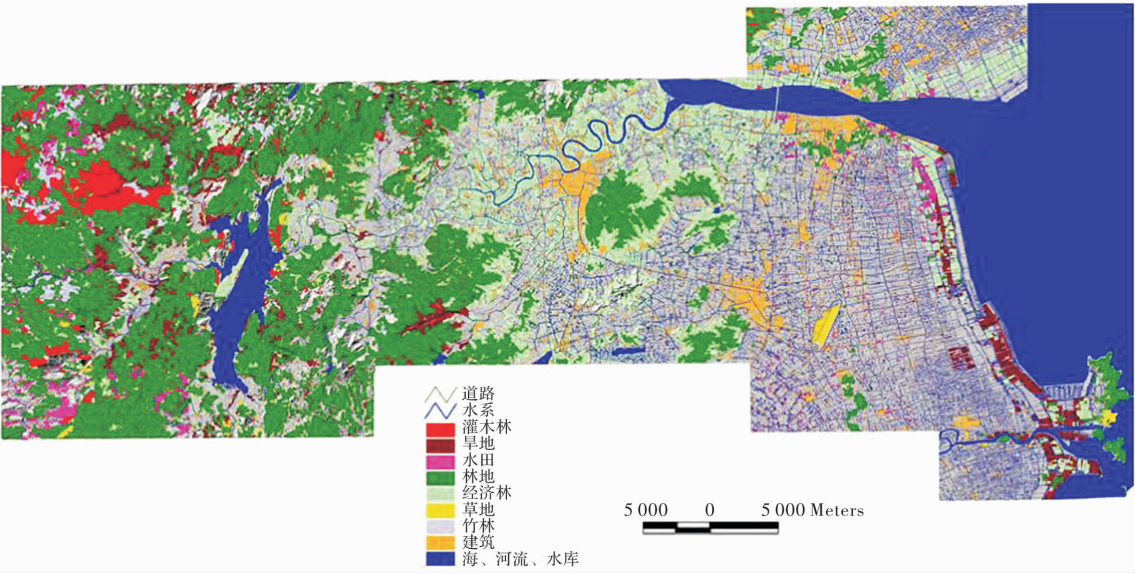 道路
水系
灌木林
旱地
水田
林地
经济林
草地
竹林
建筑
海、河流、水库
5 000 0 5 000 Meters